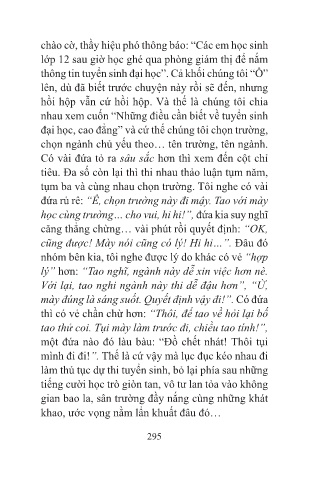 chào cờ, thầy hiệu phó thông báo: “Các em học sinh
lớp 12 sau giờ học ghé qua phòng giám thị để nắm
thông tin tuyển sinh đại học”. Cả khối chúng tôi “Ồ”
lên, dù đã biết trước chuyện này rồi sẽ đến, nhưng
hồi hộp vẫn cứ hồi hộp. Và thế là chúng tôi chia
nhau xem cuốn “Những điều cần biết về tuyển sinh
đại học, cao đẳng” và cứ thế chúng tôi chọn trường,
chọn ngành chủ yếu theo… tên trường, tên ngành.
Có vài đứa tỏ ra sâu sắc hơn thì xem đến cột chỉ
tiêu. Đa số còn lại thì thi nhau thảo luận tụm năm,
tụm ba và cùng nhau chọn trường. Tôi nghe có vài
đứa rủ rê: “Ê, chọn trường này đi mậy. Tao với mày
học cùng trường… cho vui, hi hi!”, đứa kia suy nghĩ
căng thẳng chừng… vài phút rồi quyết định: “OK,
cũng được! Mày nói cũng có lý! Hi hi…”. Đâu đó
nhóm bên kia, tôi nghe được lý do khác có vẻ “hợp
lý” hơn: “Tao nghĩ, ngành này dễ xin việc hơn nè.
Với lại, tao nghĩ ngành này thi dễ đậu hơn”, “Ừ,
mày đúng là sáng suốt. Quyết định vậy đi!”. Có đứa
thì có vẻ chần chừ hơn: “Thôi, để tao về hỏi lại bố
tao thử coi. Tụi mày làm trước đi, chiều tao tính!”,
một đứa nào đó làu bàu: “Đồ chết nhát! Thôi tụi
mình đi đi!”. Thế là cứ vậy mà lục đục kéo nhau đi
làm thủ tục dự thi tuyển sinh, bỏ lại phía sau những
tiếng cười học trò giòn tan, vô tư lan tỏa vào không
gian bao la, sân trường đầy nắng cùng những khát
khao, ước vọng nằm lẩn khuất đâu đó…
295